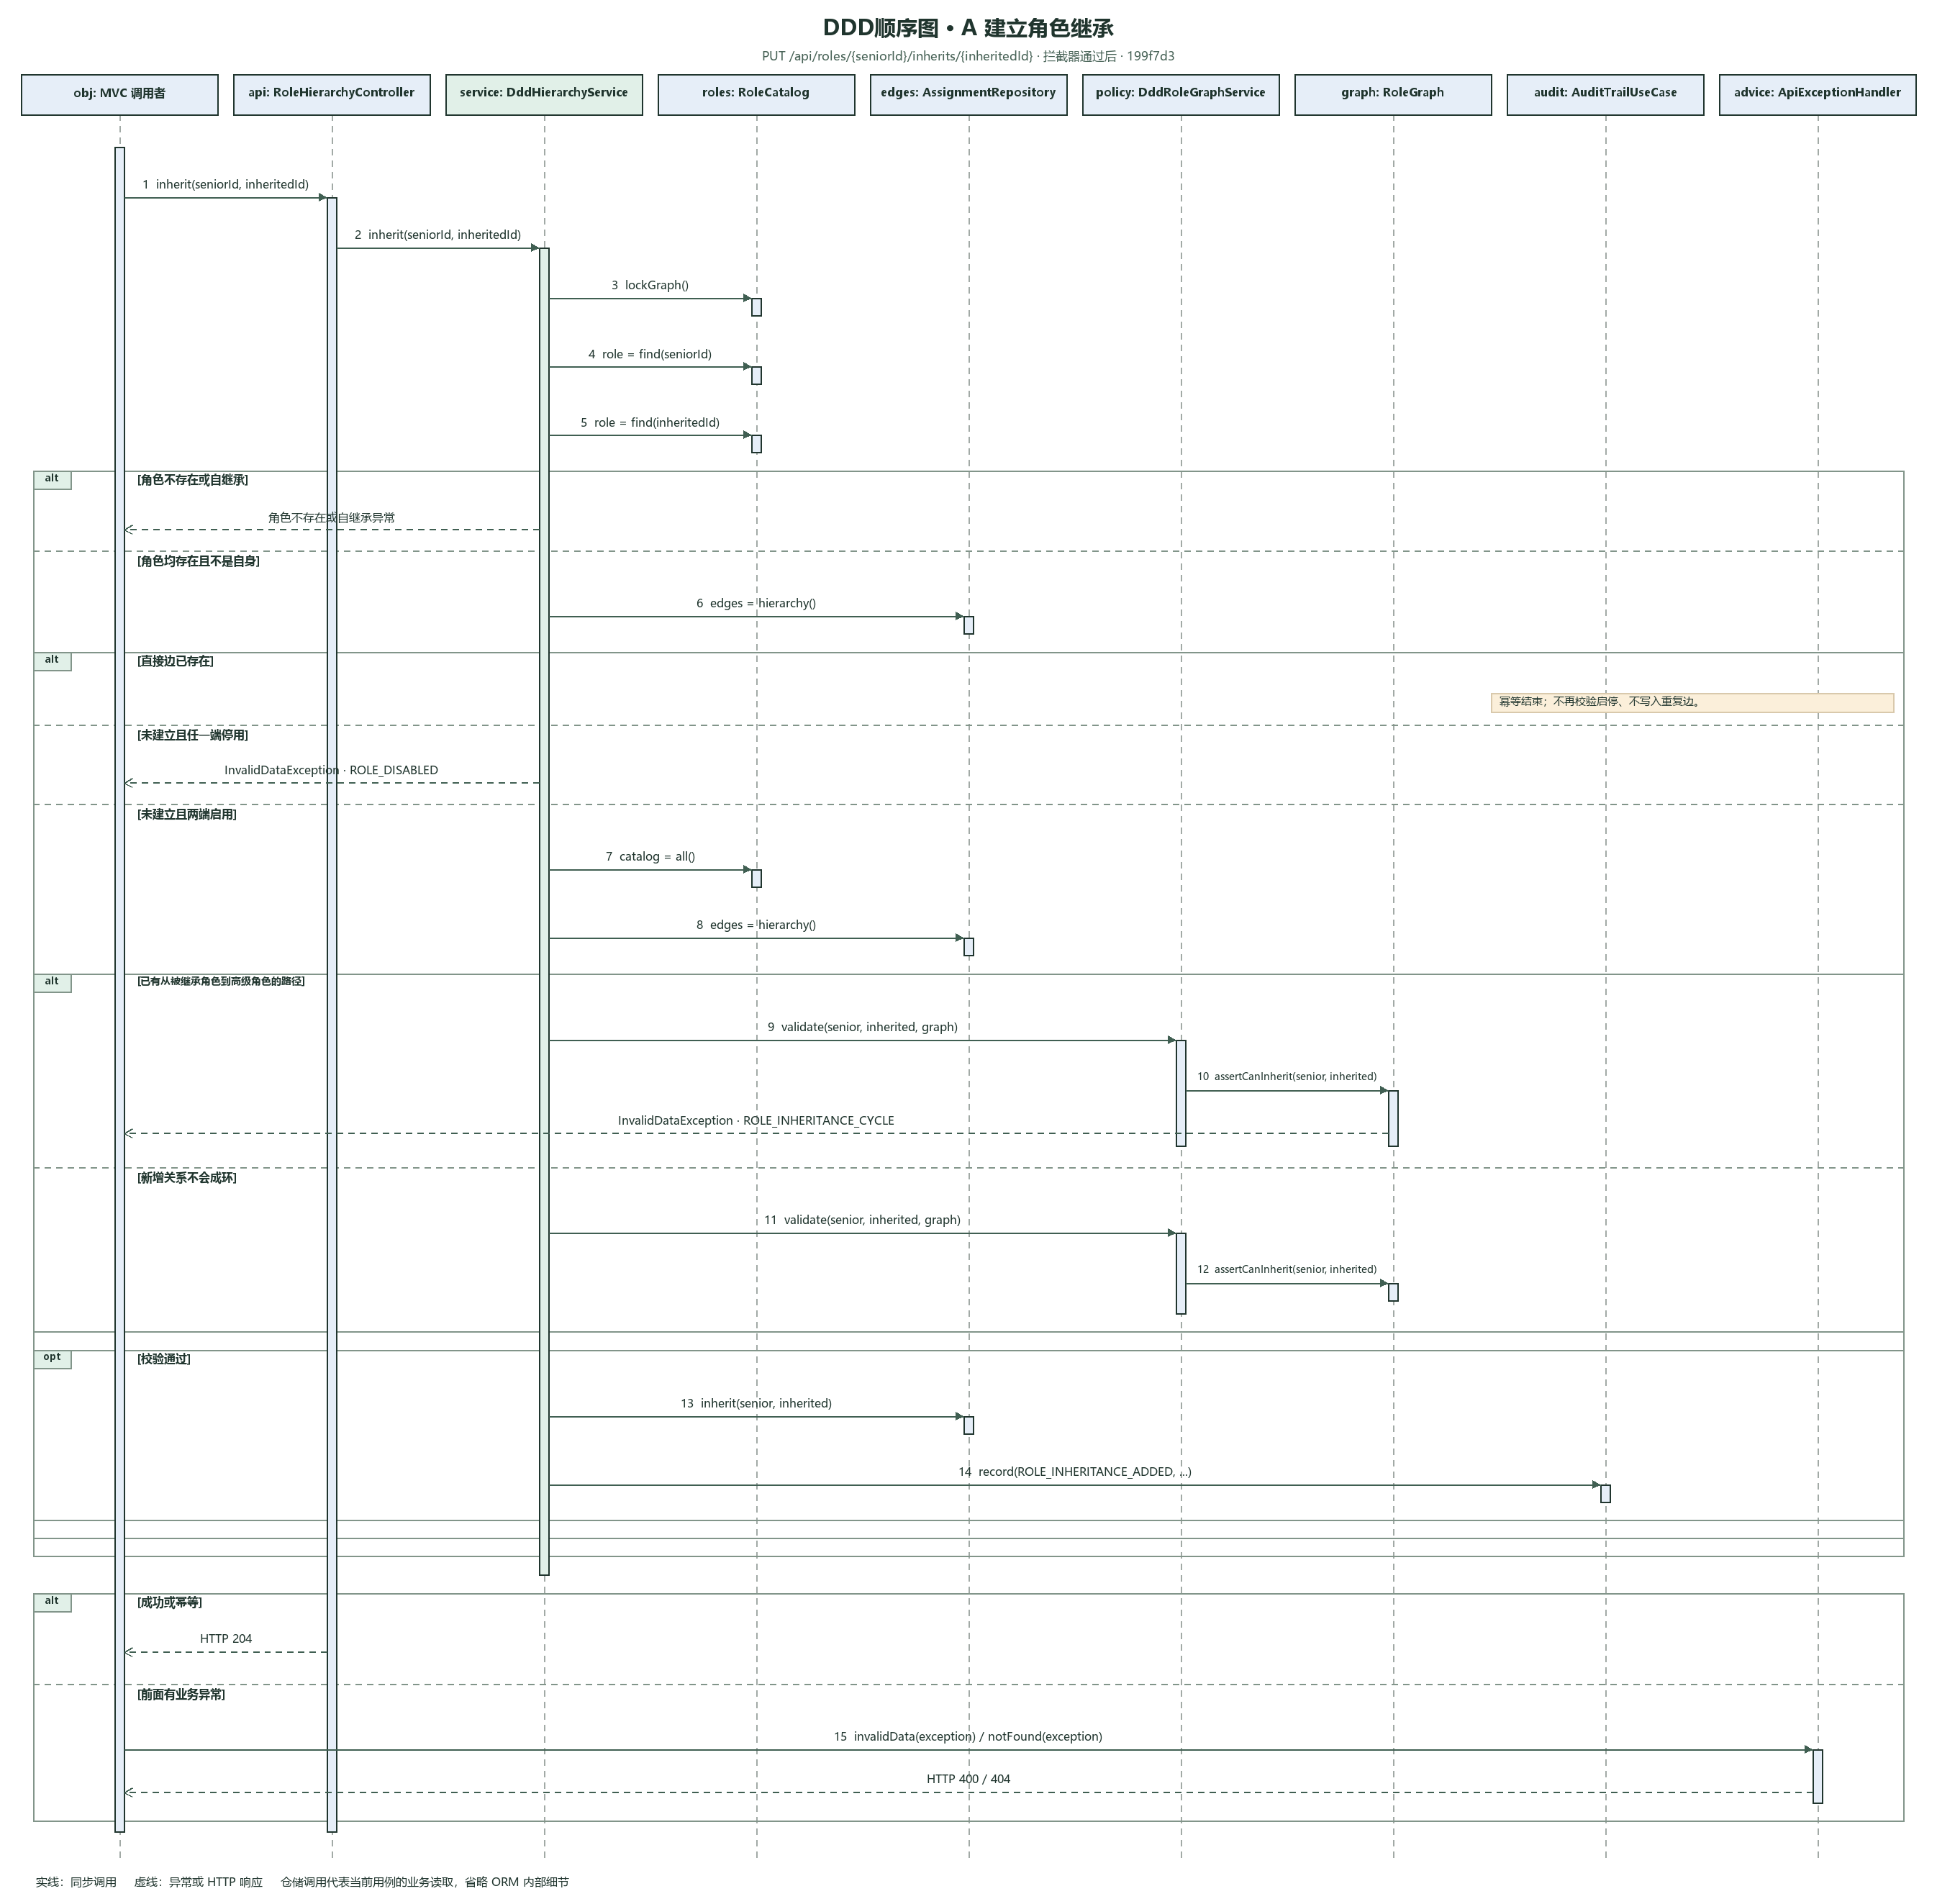 DDD顺序图 • A 建立角色继承
PUT /api/roles/{seniorId}/inherits/{inheritedId} · 拦截器通过后 · 199f7d3
obj: MVC 调用者
api: RoleHierarchyController
service: DddHierarchyService
roles: RoleCatalog
edges: AssignmentRepository
policy: DddRoleGraphService
graph: RoleGraph
audit: AuditTrailUseCase
advice: ApiExceptionHandler
1 inherit(seniorId, inheritedId)
2 inherit(seniorId, inheritedId)
3 lockGraph()
4 role = find(seniorId)
5 role = find(inheritedId)
alt [角色不存在或自继承]
角色不存在或自继承异常
[角色均存在且不是自身]
6 edges = hierarchy()
alt [直接边已存在]
幂等结束；不再校验启停、不写入重复边。
[未建立且任一端停用]
InvalidDataException · ROLE_DISABLED
[未建立且两端启用]
7 catalog = all()
8 edges = hierarchy()
alt [已有从被继承角色到高级角色的路径]
9 validate(senior, inherited, graph)
10 assertCanInherit(senior, inherited)
InvalidDataException · ROLE_INHERITANCE_CYCLE
[新增关系不会成环]
11 validate(senior, inherited, graph)
12 assertCanInherit(senior, inherited)
opt [校验通过]
13 inherit(senior, inherited)
14 record(ROLE_INHERITANCE_ADDED, ...)
alt [成功或幂等]
HTTP 204
[前面有业务异常]
15 invalidData(exception) / notFound(exception)
HTTP 400 / 404
实线：同步调用 虚线：异常或 HTTP 响应 仓储调用代表当前用例的业务读取，省略 ORM 内部细节